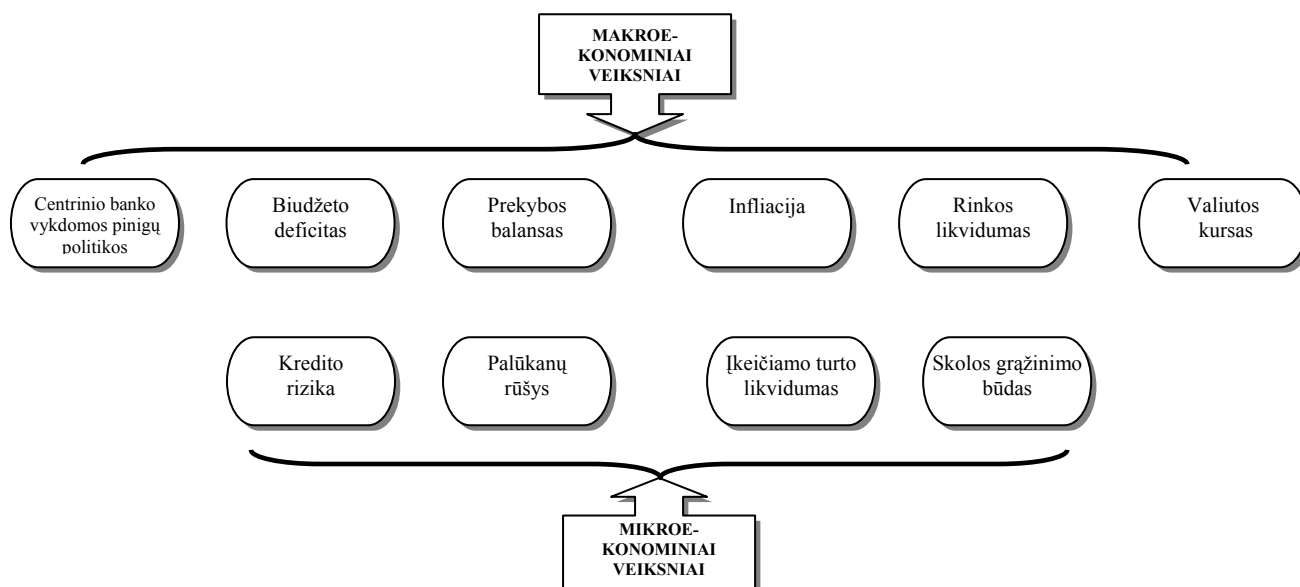 MAKROE-
KONOMINIAI
VEIKSNIAI
Centrinio banko
vykdomos pinigų
politikos
Biudžeto
deficitas
Prekybos
balansas
Infliacija
Rinkos
likvidumas
Valiutos
kursas
Kredito
rizika
Palūkanų
rūšys
Įkeičiamo turto
likvidumas
Skolos grąžinimo
būdas
MIKROE-
KONOMINIAI
VEIKSNIAI